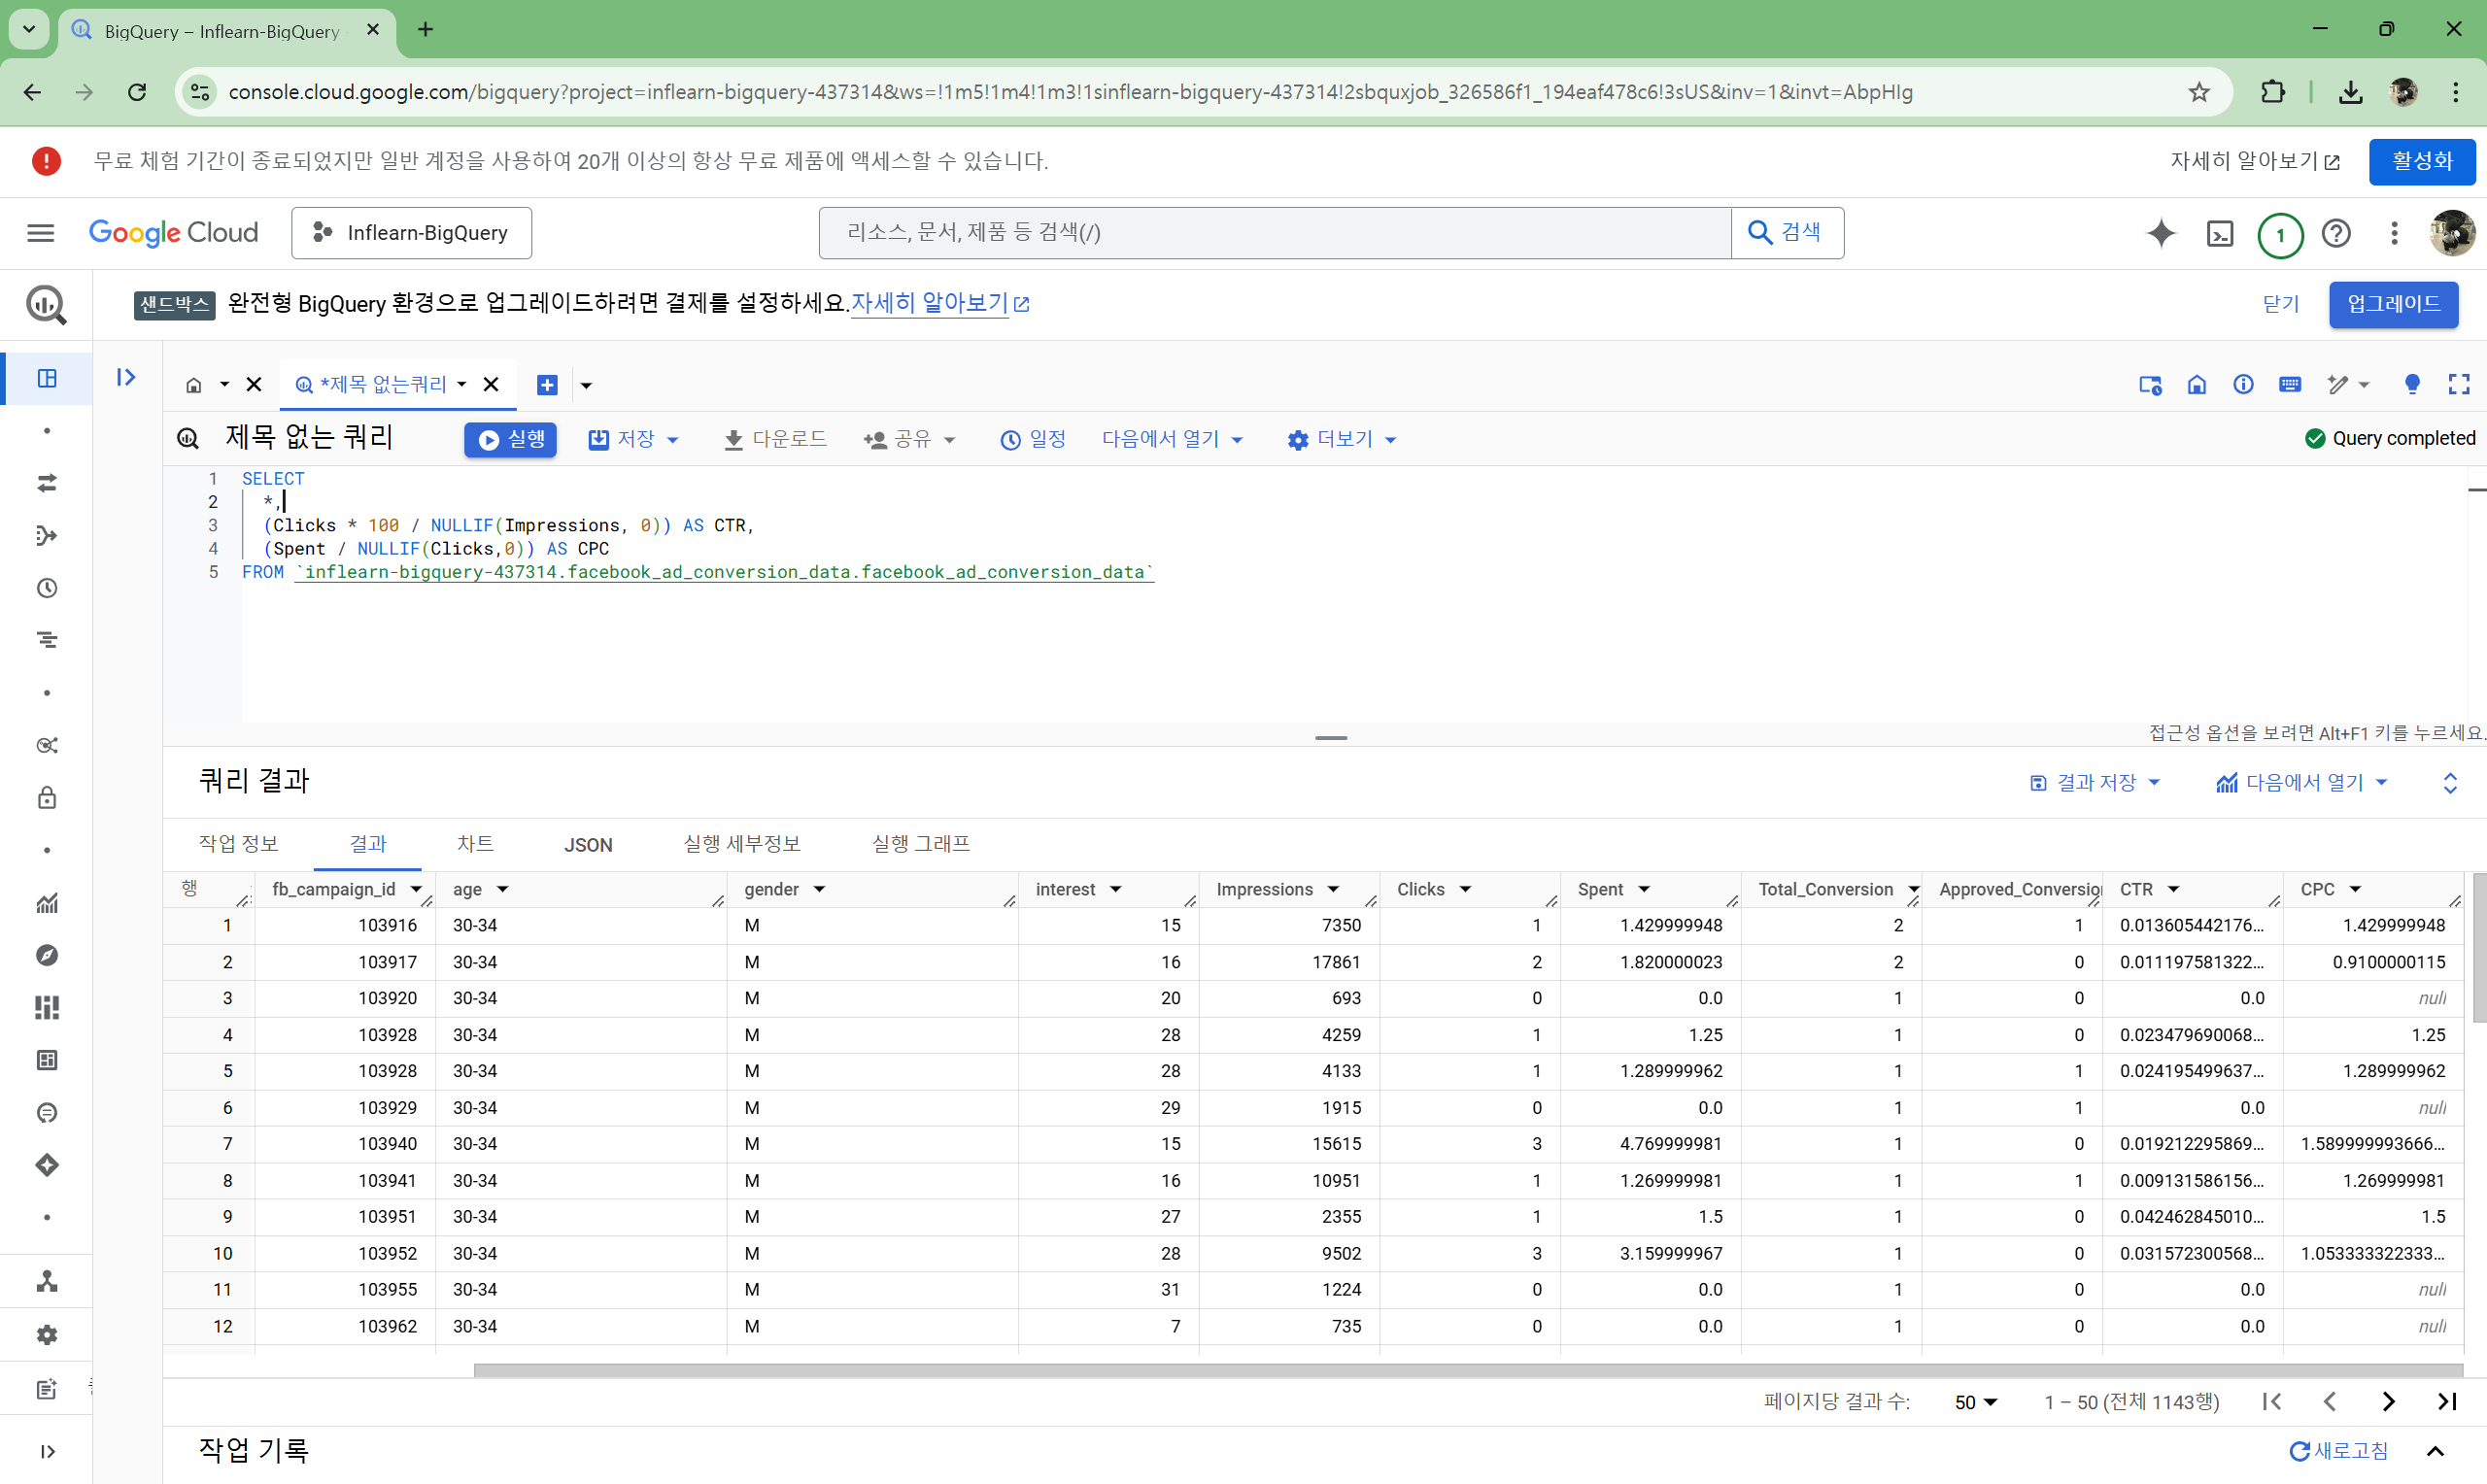 BigQuery – Inflearn-BigQuery
console.cloud.google.com/bigquery?project=inflearn-bigquery-437314&ws=!1m5!1m4!1m3!1sinflearn-bigquery-437314!2sbquxjob_326586f1_194eaf478c6!3sUS&inv=1&invt=AbpHIg
무료 체험 기간이 종료되었지만 일반 계정을 사용하여 20개 이상의 항상 무료 제품에 액세스할 수 있습니다. 자세히 알아보기 활성화
Google Cloud Inflearn-BigQuery 리소스, 문서, 제품 등 검색(/) 검색 1
샌드박스 완전형 BigQuery 환경으로 업그레이드하려면 결제를 설정하세요. 자세히 알아보기 닫기 업그레이드
*제목 없는쿼리
제목 없는 쿼리 실행 저장 다운로드 공유 일정 다음에서 열기 더보기 Query completed
1 SELECT
2 *,
3 (Clicks * 100 / NULLIF(Impressions, 0)) AS CTR,
4 (Spent / NULLIF(Clicks,0)) AS CPC
5 FROM `inflearn-bigquery-437314.facebook_ad_conversion_data.facebook_ad_conversion_data`
접근성 옵션을 보려면 Alt+F1 키를 누르세요.
쿼리 결과 결과 저장 다음에서 열기
작업 정보 결과 차트 JSON 실행 세부정보 실행 그래프
행 fb_campaign_id age gender interest Impressions Clicks Spent Total_Conversion Approved_Conversio CTR CPC
1 103916 30-34 M 15 7350 1 1.429999948 2 1 0.013605442176... 1.429999948
2 103917 30-34 M 16 17861 2 1.820000023 2 0 0.011197581322... 0.9100000115
3 103920 30-34 M 20 693 0 0.0 1 0 0.0 null
4 103928 30-34 M 28 4259 1 1.25 1 0 0.023479690068... 1.25
5 103928 30-34 M 28 4133 1 1.289999962 1 1 0.024195499637... 1.289999962
6 103929 30-34 M 29 1915 0 0.0 1 1 0.0 null
7 103940 30-34 M 15 15615 3 4.769999981 1 0 0.019212295869... 1.589999993666...
8 103941 30-34 M 16 10951 1 1.269999981 1 1 0.009131586156... 1.269999981
9 103951 30-34 M 27 2355 1 1.5 1 0 0.042462845010... 1.5
10 103952 30-34 M 28 9502 3 3.159999967 1 0 0.031572300568... 1.053333322333...
11 103955 30-34 M 31 1224 0 0.0 1 0 0.0 null
12 103962 30-34 M 7 735 0 0.0 1 0 0.0 null
페이지당 결과 수: 50 1 – 50 (전체 1143행)
작업 기록 새로고침